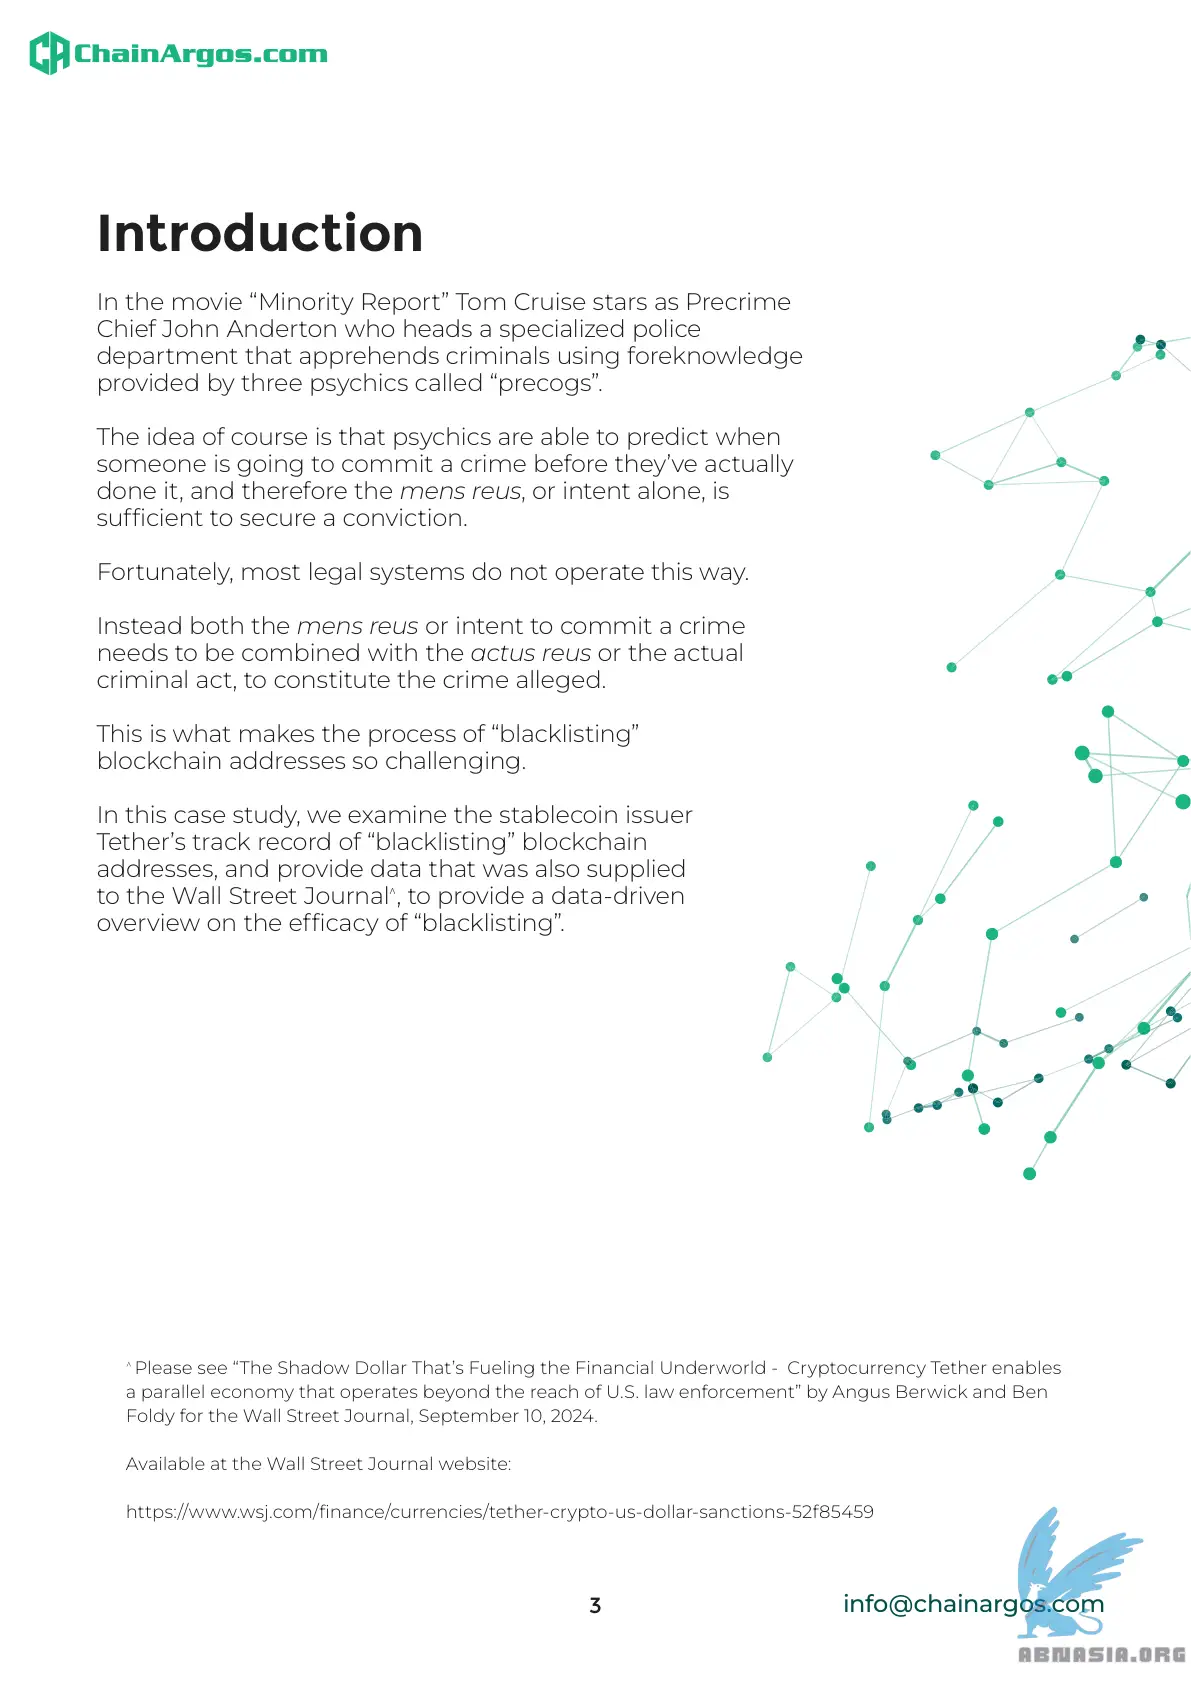 ChainArgos.com
Introduction
In the movie “Minority Report” Tom Cruise stars as Precrime
Chief John Anderton who heads a specialized police
department that apprehends criminals using foreknowledge
provided by three psychics called “precogs”.
The idea of course is that psychics are able to predict when
someone is going to commit a crime before they’ve actually
done it, and therefore the mens reus, or intent alone, is
sufficient to secure a conviction.
Fortunately, most legal systems do not operate this way.
Instead both the mens reus or intent to commit a crime
needs to be combined with the actus reus or the actual
criminal act, to constitute the crime alleged.
This is what makes the process of “blacklisting”
blockchain addresses so challenging.
In this case study, we examine the stablecoin issuer
Tether’s track record of “blacklisting” blockchain
addresses, and provide data that was also supplied
to the Wall Street Journal^, to provide a data-driven
overview on the efficacy of “blacklisting”.
^ Please see “The Shadow Dollar That’s Fueling the Financial Underworld - Cryptocurrency Tether enables
a parallel economy that operates beyond the reach of U.S. law enforcement” by Angus Berwick and Ben
Foldy for the Wall Street Journal, September 10, 2024.
Available at the Wall Street Journal website:
https://www.wsj.com/finance/currencies/tether-crypto-us-dollar-sanctions-52f85459
3
info@chainargos.com
ABNASIA.ORG